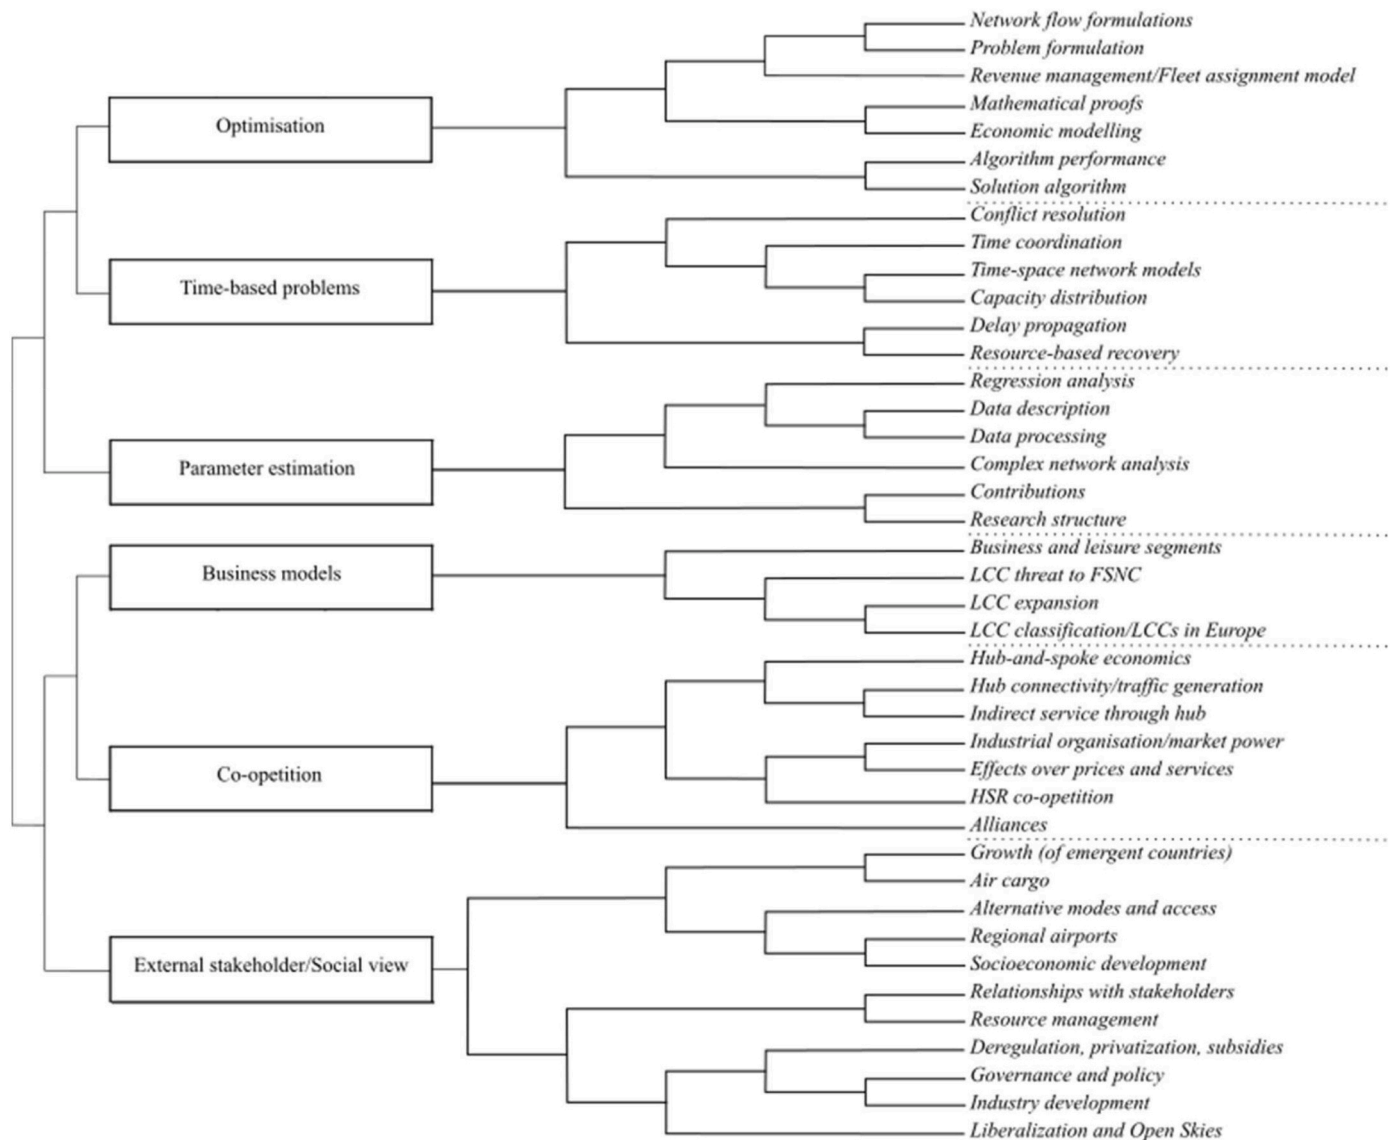 Network flow formulations
Problem formulation
Revenue management/Fleet assignment model
Mathematical proofs
Economic modelling
Algorithm performance
Solution algorithm
Optimisation
Conflict resolution
Time coordination
Time-space network models
Capacity distribution
Delay propagation
Resource-based recovery
Time-based problems
Regression analysis
Data description
Data processing
Complex network analysis
Contributions
Research structure
Parameter estimation
Business and leisure segments
LCC threat to FSNC
LCC expansion
LCC classification/LCCs in Europe
Business models
Hub-and-spoke economics
Hub connectivity/traffic generation
Indirect service through hub
Industrial organisation/market power
Effects over prices and services
HSR co-opetition
Alliances
Co-opetition
Growth (of emergent countries)
Air cargo
Alternative modes and access
Regional airports
Socioeconomic development
Relationships with stakeholders
Resource management
Deregulation, privatization, subsidies
Governance and policy
Industry development
Liberalization and Open Skies
External stakeholder/Social view